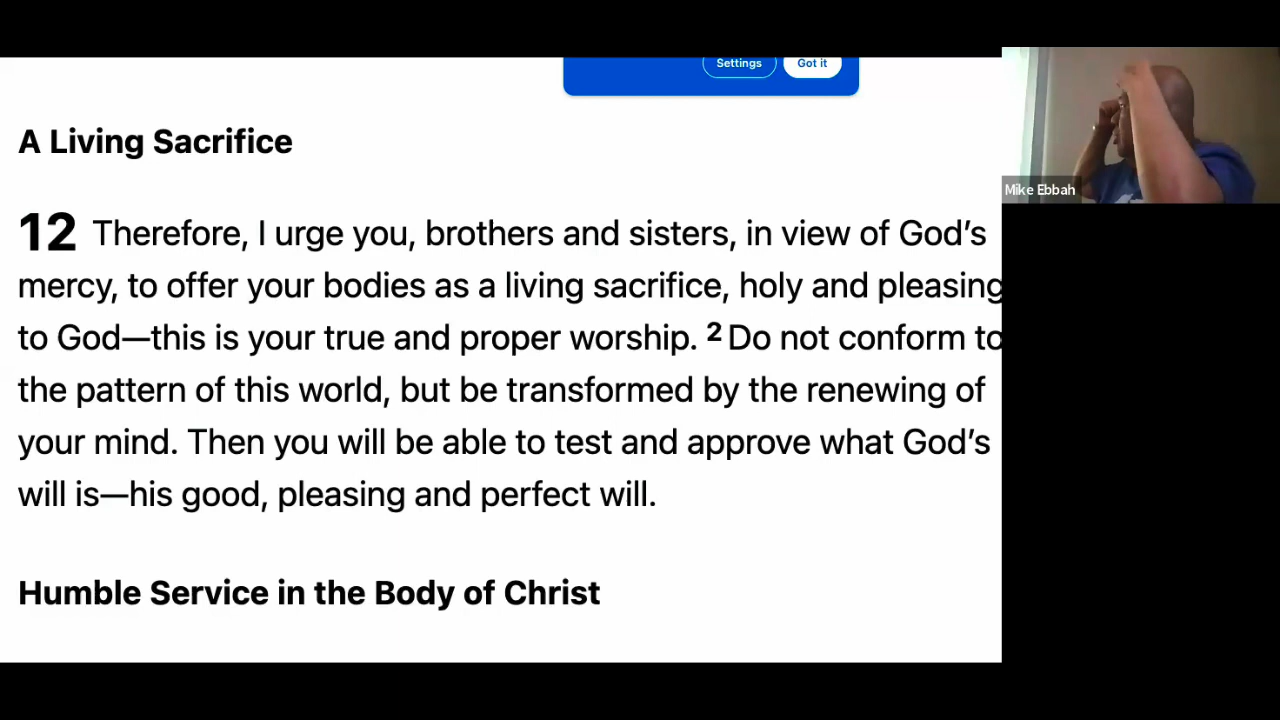 Settings
Got it
A Living Sacrifice
12 Therefore, I urge you, brothers and sisters, in view of God’s
mercy, to offer your bodies as a living sacrifice, holy and pleasing
to God—this is your true and proper worship. 2 Do not conform to
the pattern of this world, but be transformed by the renewing of
your mind. Then you will be able to test and approve what God’s
will is—his good, pleasing and perfect will.
Humble Service in the Body of Christ
Mike Ebbah